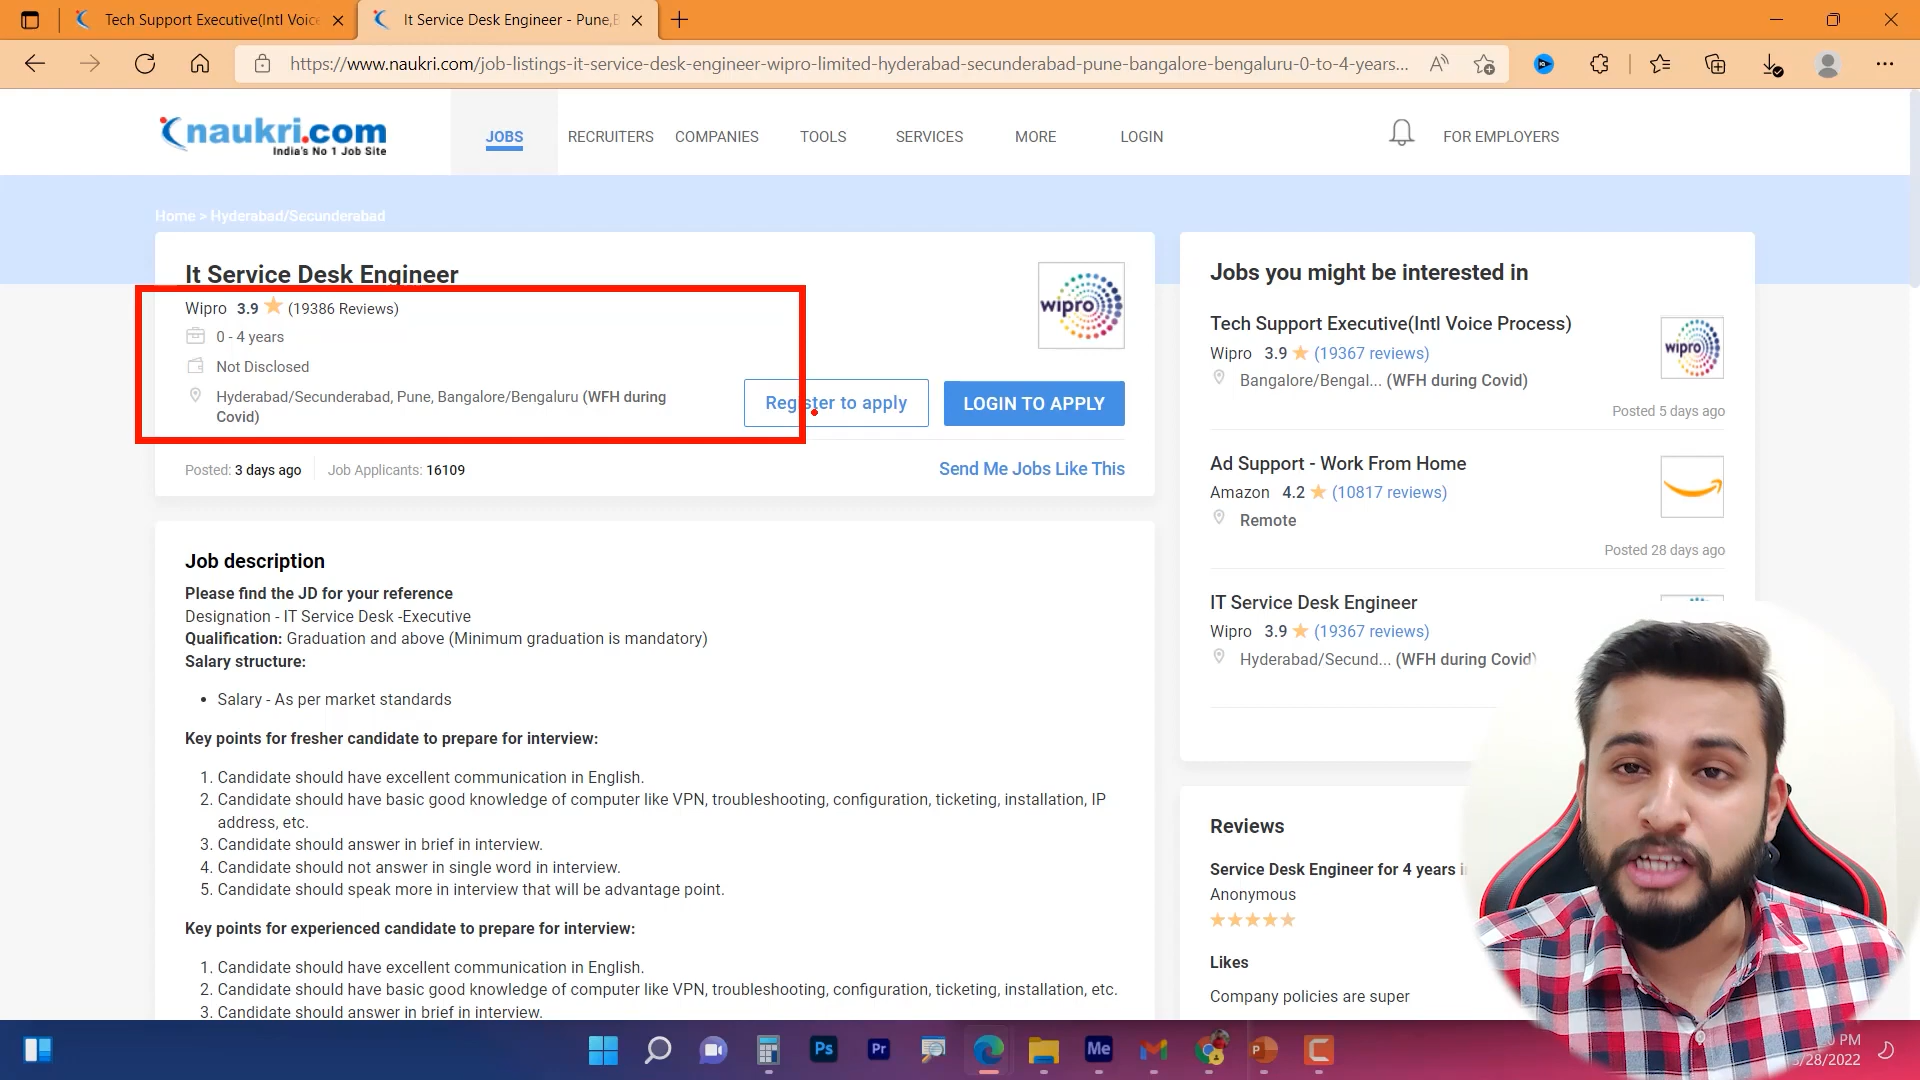 Tech Support Executive(Intl Voice
It Service Desk Engineer - Pune,B
https://www.naukri.com/job-listings-it-service-desk-engineer-wipro-limited-hyderabad-secunderabad-pune-bangalore-bengaluru-0-to-4-years...
naukri.com
India's No 1 Job Site
JOBS
RECRUITERS
COMPANIES
TOOLS
SERVICES
MORE
LOGIN
FOR EMPLOYERS
Home > Hyderabad/Secunderabad
It Service Desk Engineer
Wipro 3.9 (19386 Reviews)
0 - 4 years
Not Disclosed
Hyderabad/Secunderabad, Pune, Bangalore/Bengaluru (WFH during
Covid)
wipro
Register to apply
LOGIN TO APPLY
Posted: 3 days ago
Job Applicants: 16109
Send Me Jobs Like This
Job description
Please find the JD for your reference
Designation - IT Service Desk -Executive
Qualification: Graduation and above (Minimum graduation is mandatory)
Salary structure:
• Salary - As per market standards
Key points for fresher candidate to prepare for interview:
1. Candidate should have excellent communication in English.
2. Candidate should have basic good knowledge of computer like VPN, troubleshooting, configuration, ticketing, installation, IP
address, etc.
3. Candidate should answer in brief in interview.
4. Candidate should not answer in single word in interview.
5. Candidate should speak more in interview that will be advantage point.
Key points for experienced candidate to prepare for interview:
1. Candidate should have excellent communication in English.
2. Candidate should have basic good knowledge of computer like VPN, troubleshooting, configuration, ticketing, installation, etc.
3. Candidate should answer in brief in interview.
Jobs you might be interested in
Tech Support Executive(Intl Voice Process)
Wipro 3.9 (19367 reviews)
Bangalore/Bengal... (WFH during Covid)
wipro
Posted 5 days ago
Ad Support - Work From Home
Amazon 4.2 (10817 reviews)
Remote
Posted 28 days ago
IT Service Desk Engineer
Wipro 3.9 (19367 reviews)
Hyderabad/Secund... (WFH during Covid)
Reviews
Service Desk Engineer for 4 years i
Anonymous
Likes
Company policies are super
Ps
Pr
Me
P
C
PM
/28/2022